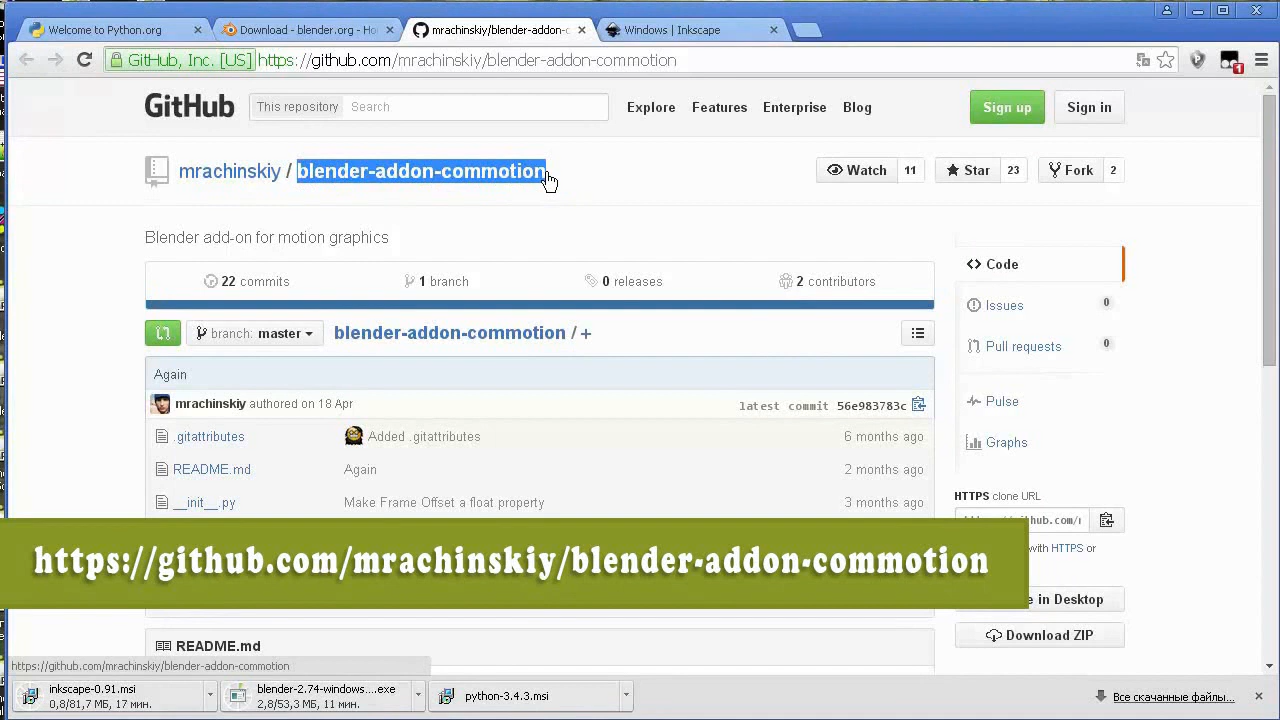 Welcome to Python.org
Download - blender.org - Ho
mrachinskiy/blender-addon-
Windows | Inkscape
GitHub, Inc. [US] https://github.com/mrachinskiy/blender-addon-commotion
1
GitHub
This repository Search
Explore Features Enterprise Blog
Sign up Sign in
mrachinskiy / blender-addon-commotion
Watch 11 Star 23 Fork 2
Blender add-on for motion graphics
22 commits 1 branch 0 releases 2 contributors
branch: master blender-addon-commotion / +
Again
mrachinskiy authored on 18 Apr latest commit 56e983783c
.gitattributes Added .gitattributes 6 months ago
README.md Again 2 months ago
__init__.py Make Frame Offset a float property 3 months ago
Code
Issues 0
Pull requests 0
Pulse
Graphs
HTTPS clone URL
with HTTPS or
https://github.com/mrachinskiy/blender-addon-commotion
in Desktop
Download ZIP
README.md
https://github.com/mrachinskiy/blender-addon-commotion
inkscape-0.91.msi
0,8/81,7 МБ, 17 мин.
blender-2.74-windows....exe
2,8/53,3 МБ, 11 мин.
python-3.4.3.msi
Все скачанные файлы...